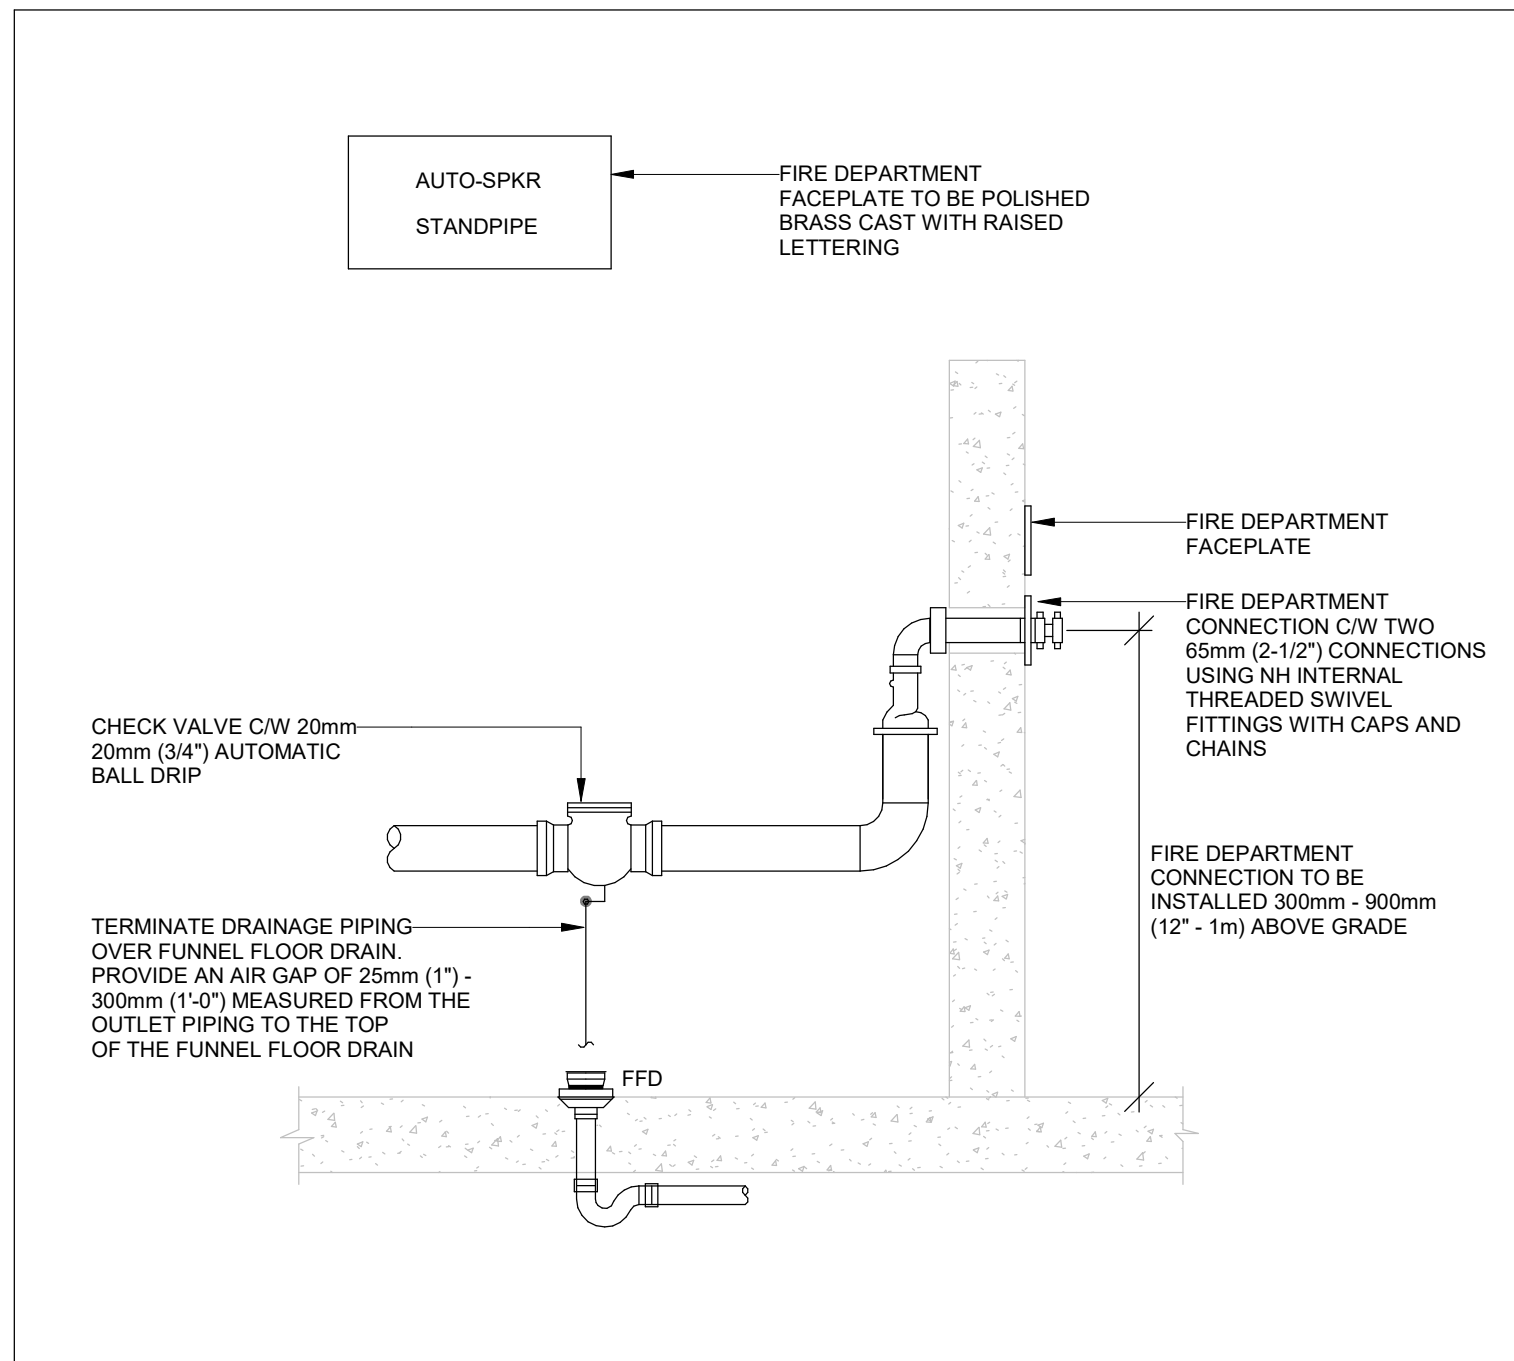 AUTO-SPKR
STANDPIPE
FIRE DEPARTMENT
FACEPLATE TO BE POLISHED
BRASS CAST WITH RAISED
LETTERING
FIRE DEPARTMENT
FACEPLATE
FIRE DEPARTMENT
CONNECTION C/W TWO
65mm (2-1/2") CONNECTIONS
USING NH INTERNAL
THREADED SWIVEL
FITTINGS WITH CAPS AND
CHAINS
CHECK VALVE C/W 20mm
20mm (3/4") AUTOMATIC
BALL DRIP
FIRE DEPARTMENT
CONNECTION TO BE
INSTALLED 300mm - 900mm
(12" - 1m) ABOVE GRADE
TERMINATE DRAINAGE PIPING
OVER FUNNEL FLOOR DRAIN.
PROVIDE AN AIR GAP OF 25mm (1") -
300mm (1'-0") MEASURED FROM THE
OUTLET PIPING TO THE TOP
OF THE FUNNEL FLOOR DRAIN
FFD